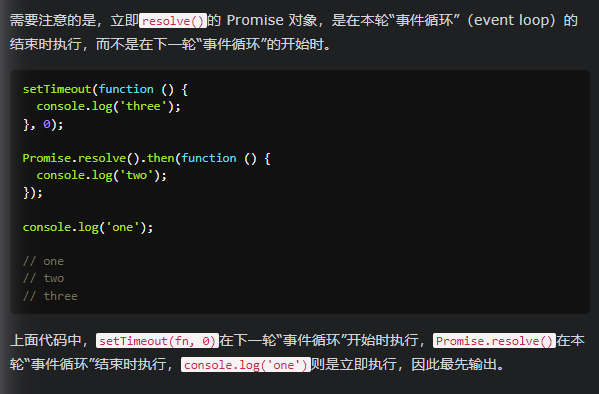 需要注意的是，立即resolve()的 Promise 对象，是在本轮“事件循环”（event loop）的
结束时执行，而不是在下一轮“事件循环”的开始时。
setTimeout(function () {
  console.log('three');
}, 0);
Promise.resolve().then(function () {
  console.log('two');
});
console.log('one');
// one
// two
// three
上面代码中，setTimeout(fn, 0)在下一轮“事件循环”开始时执行，Promise.resolve()在本
轮“事件循环”结束时执行，console.log('one')则是立即执行，因此最先输出。